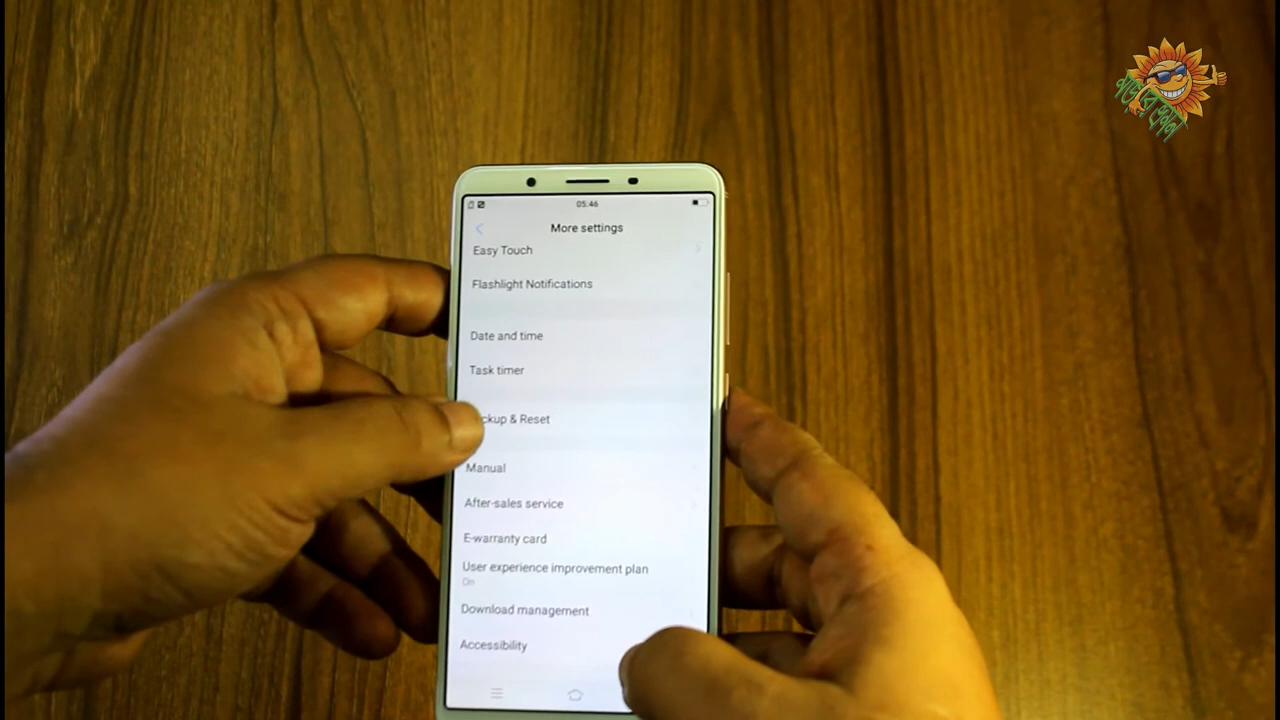 05:46
More settings
Easy Touch
Flashlight Notifications
Date and time
Task timer
ckup & Reset
Manual
After-sales service
E-warranty card
User experience improvement plan
On
Download management
Accessibility